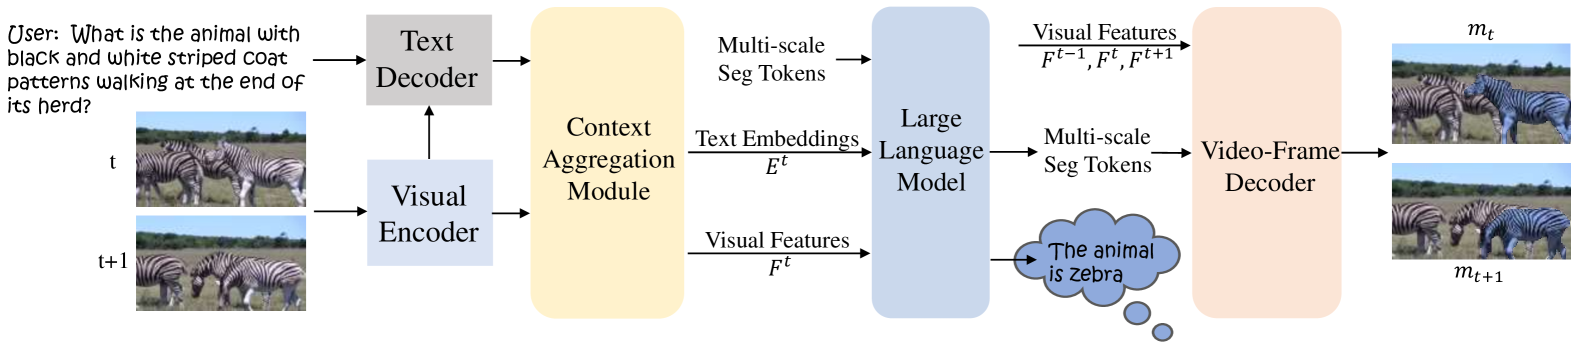 User: What is the animal with
black and white striped coat
patterns walking at the end of
its herd?
t
t+1
Text
Decoder
Visual
Encoder
Context
Aggregation
Module
Multi-scale
Seg Tokens
Text Embeddings
E^t
Visual Features
F^t
Large
Language
Model
Visual Features
F^{t-1}, F^t, F^{t+1}
Multi-scale
Seg Tokens
The animal
is zebra
Video-Frame
Decoder
m_t
m_{t+1}